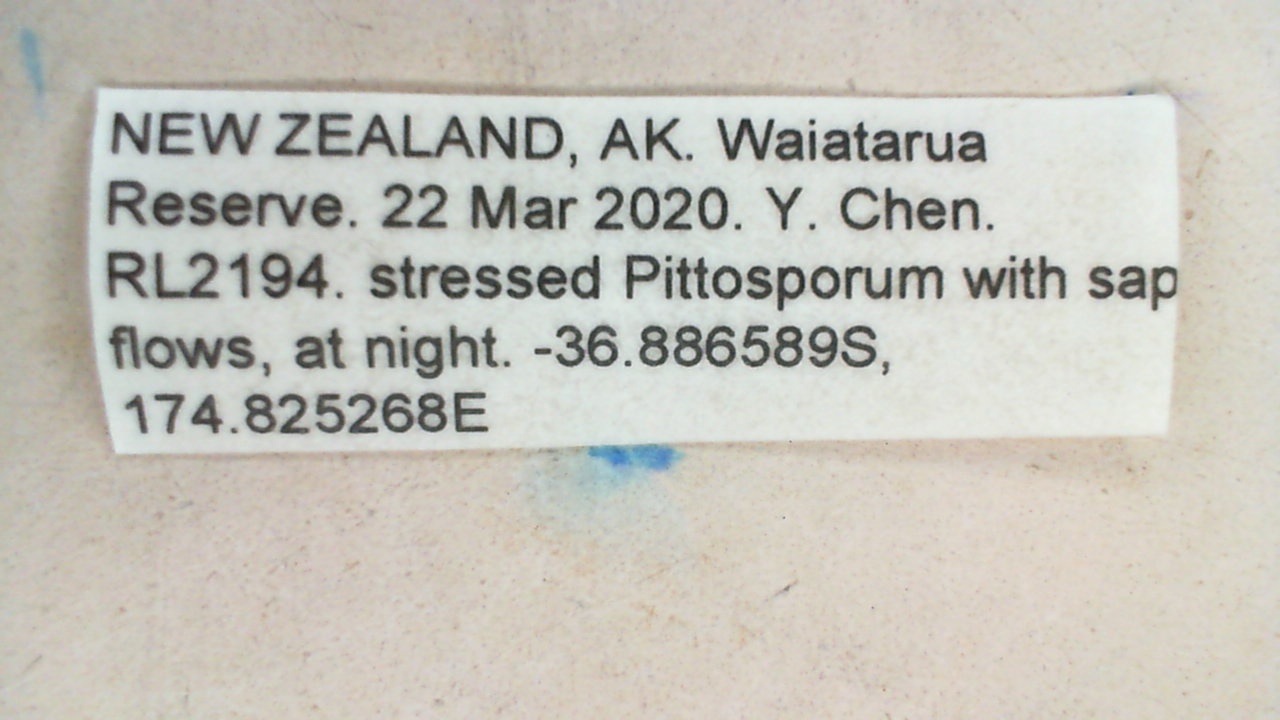 NEW ZEALAND, AK. Waiatarua
Reserve. 22 Mar 2020. Y. Chen.
RL2194. stressed Pittosporum with sap
flows, at night. -36.886589S,
174.825268E